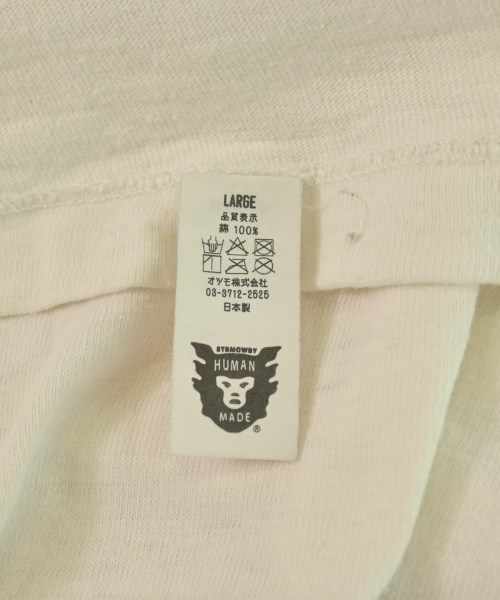 LARGE
品質表示
綿 100%
オツモ株式会社
03-3712-2525
日本製
STRMCWBY
HUMAN
MADE
®